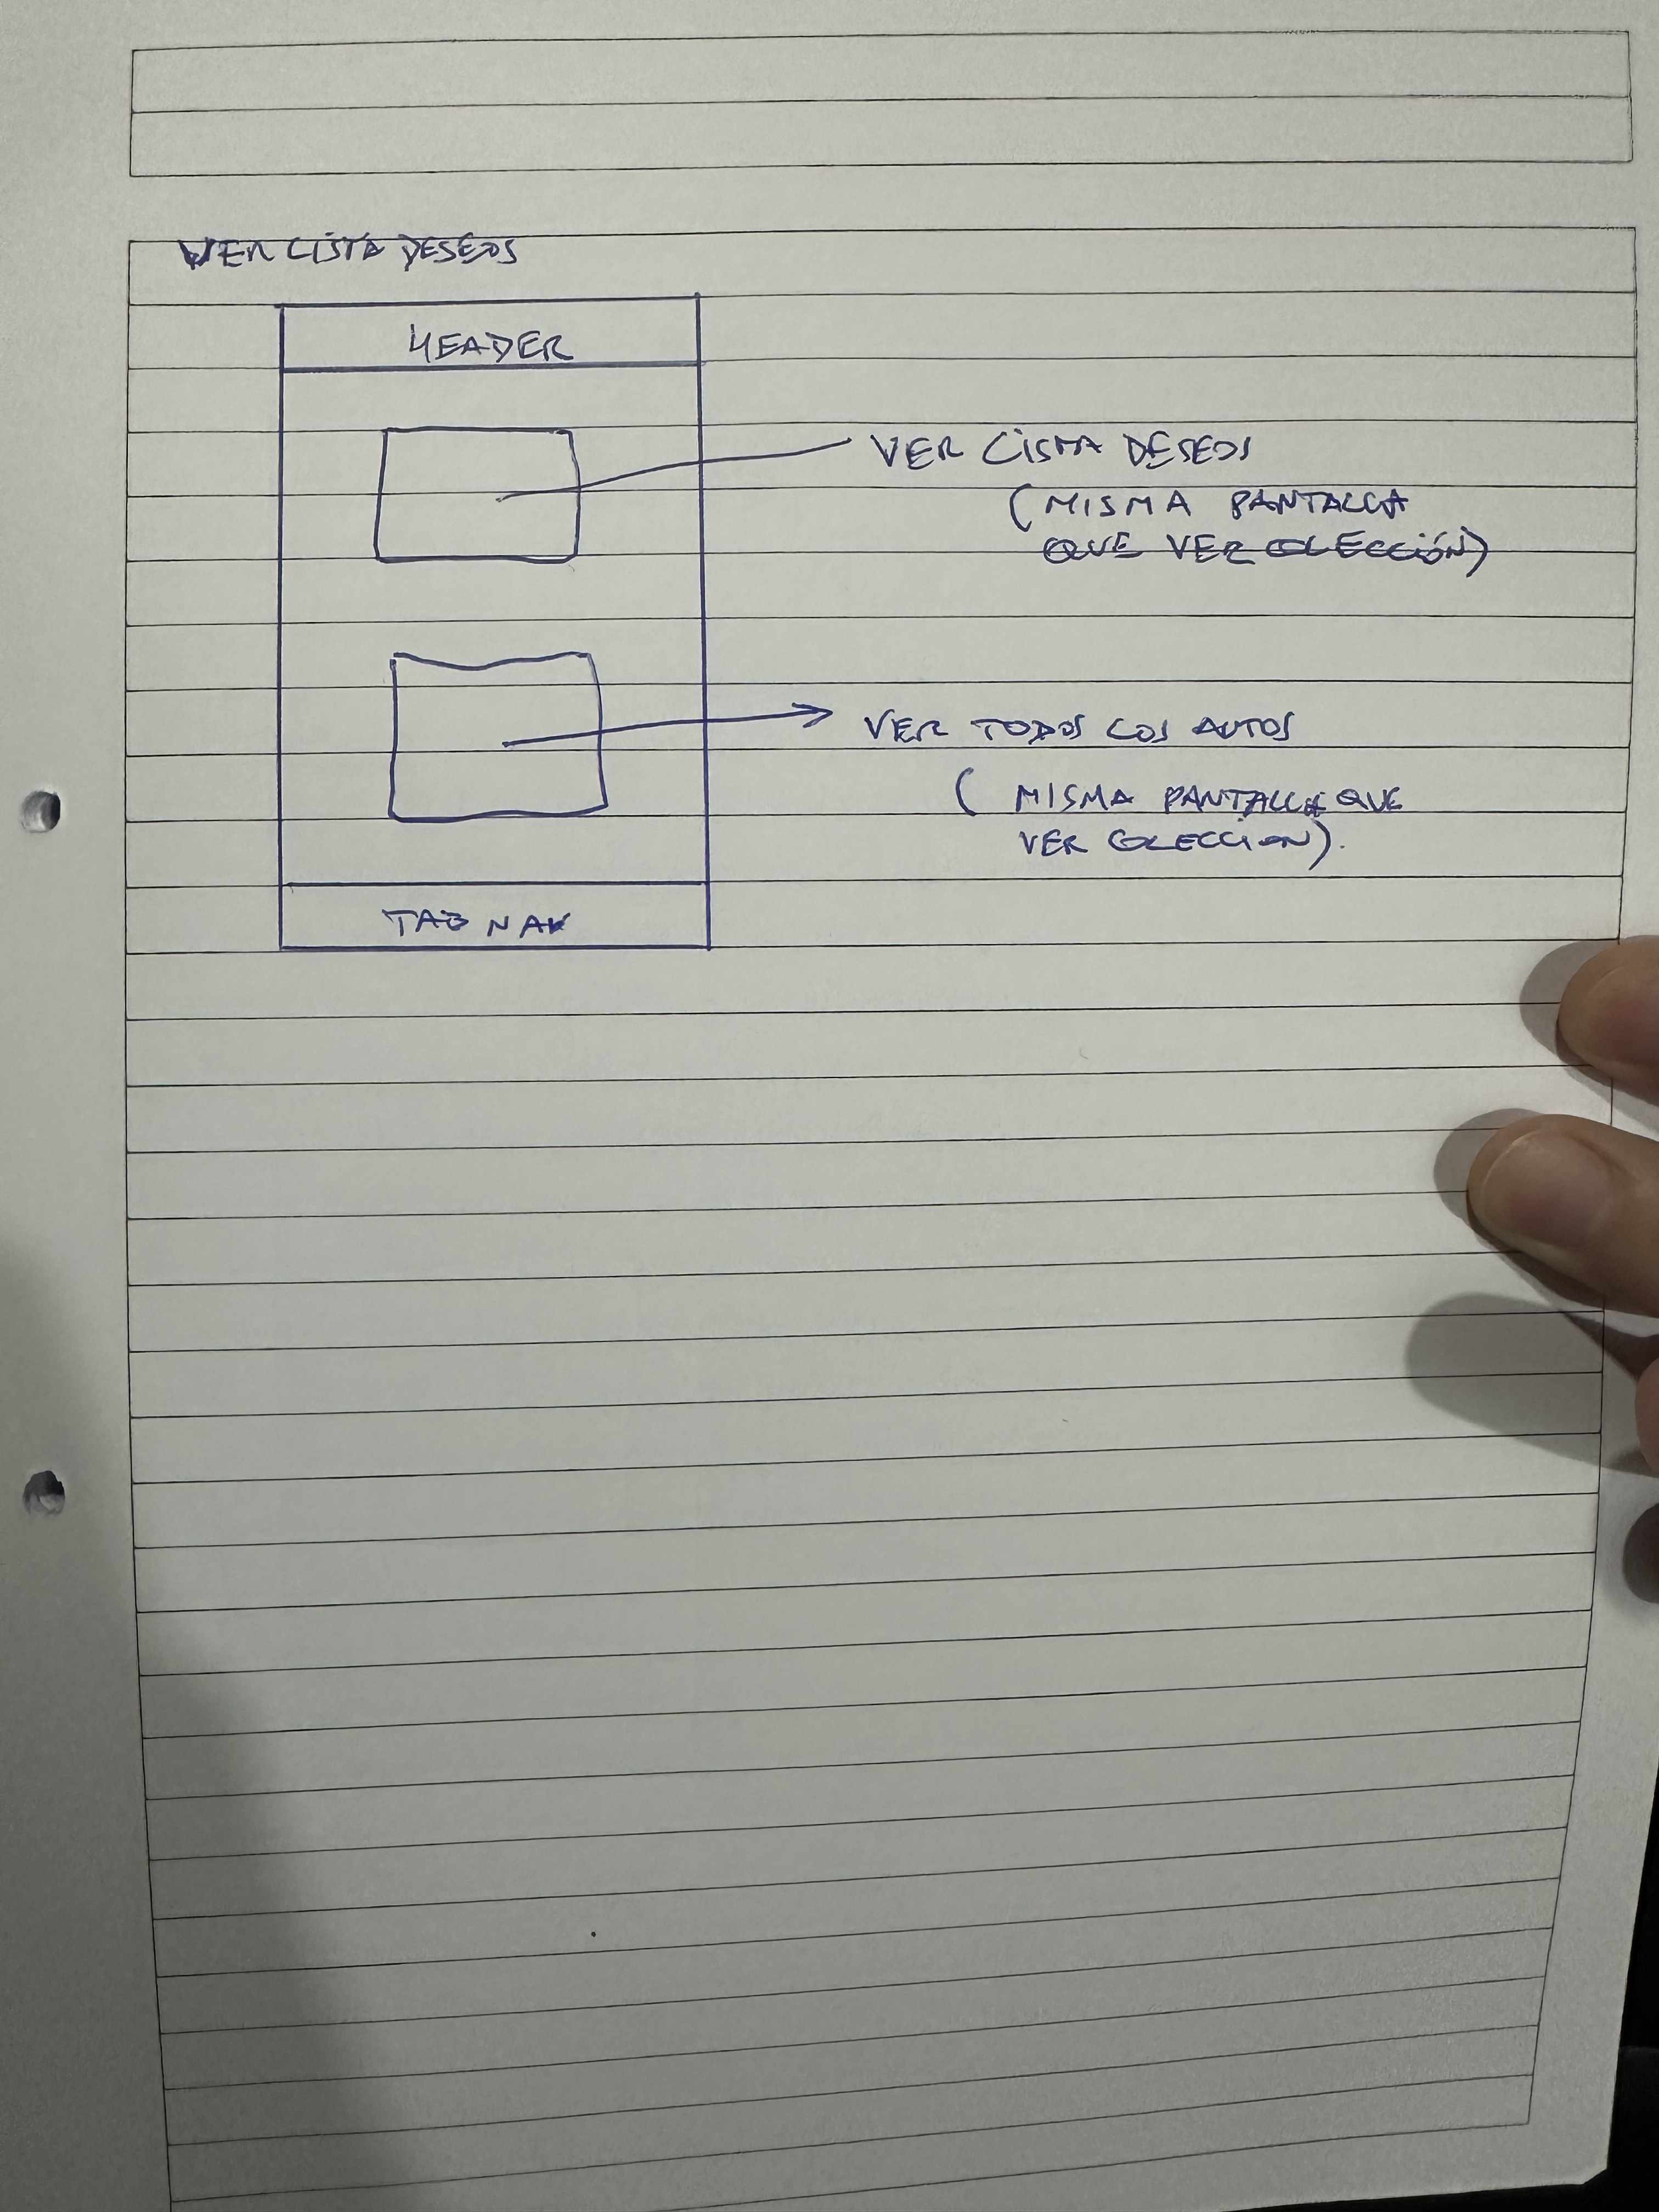 VER LISTA DESEOS
HEADER
VER LISTA DESEOS
(MISMA PANTALLA
QUE VER COLECCIÓN)
VER TODOS LOS AUTOS
(MISMA PANTALLA QUE
VER COLECCION).
TAB NAV